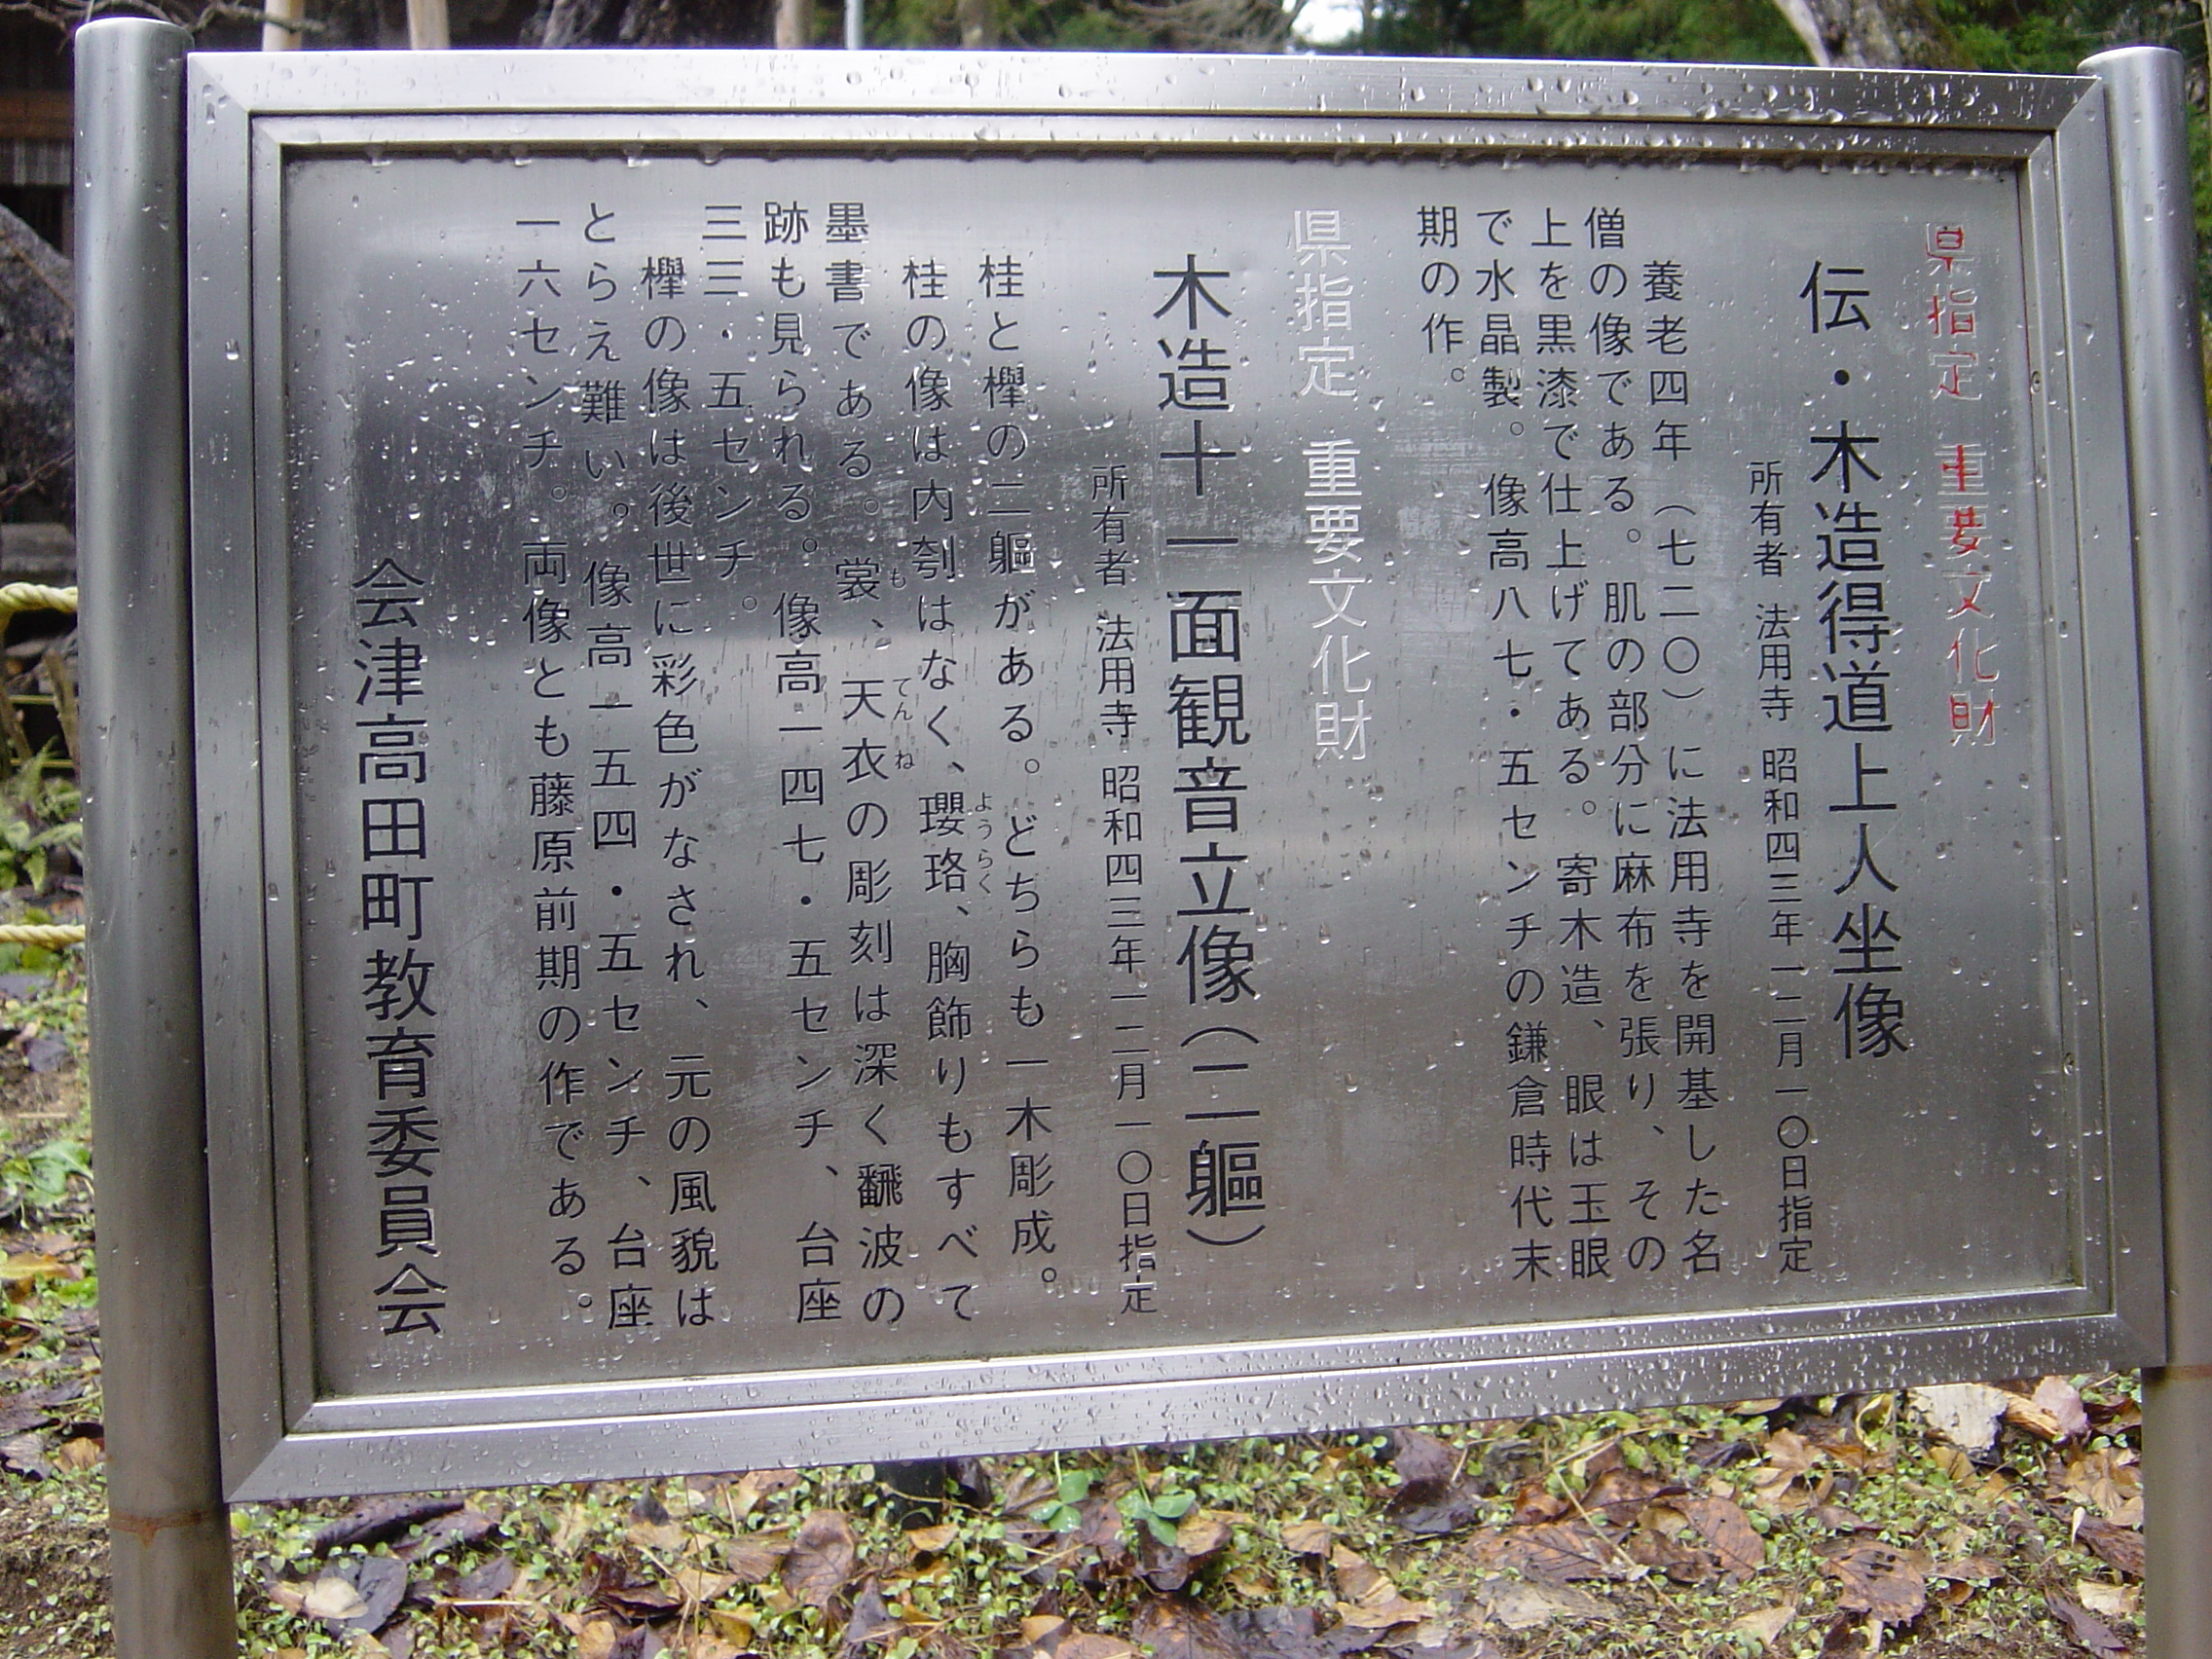 県指定 重要文化財
伝・木造得道上人坐像
所有者 法用寺 昭和四三年一二月一〇日指定
養老四年(七二〇)に法用寺を開基した名
僧の像である。肌の部分に麻布を張り、その
上を黒漆で仕上げてある。寄木造、眼は玉眼
で水晶製。像高八七・五センチの鎌倉時代末
期の作。
県指定 重要文化財
木造十一面観音立像(二軀)
所有者 法用寺 昭和四三年一二月一〇日指定
桂と欅の二軀がある。どちらも一木彫成。
桂の像は内刳はなく、瓔珞、胸飾りもすべて
ようらく
墨書である。裳、天衣の彫刻は深く飜波の
も てんね
跡も見られる。像高一四七・五センチ、台座
三三・五センチ。
欅の像は後世に彩色がなされ、元の風貌は
とらえ難い。像高一五四・五センチ、台座
一六センチ。両像とも藤原前期の作である。
会津高田町教育委員会